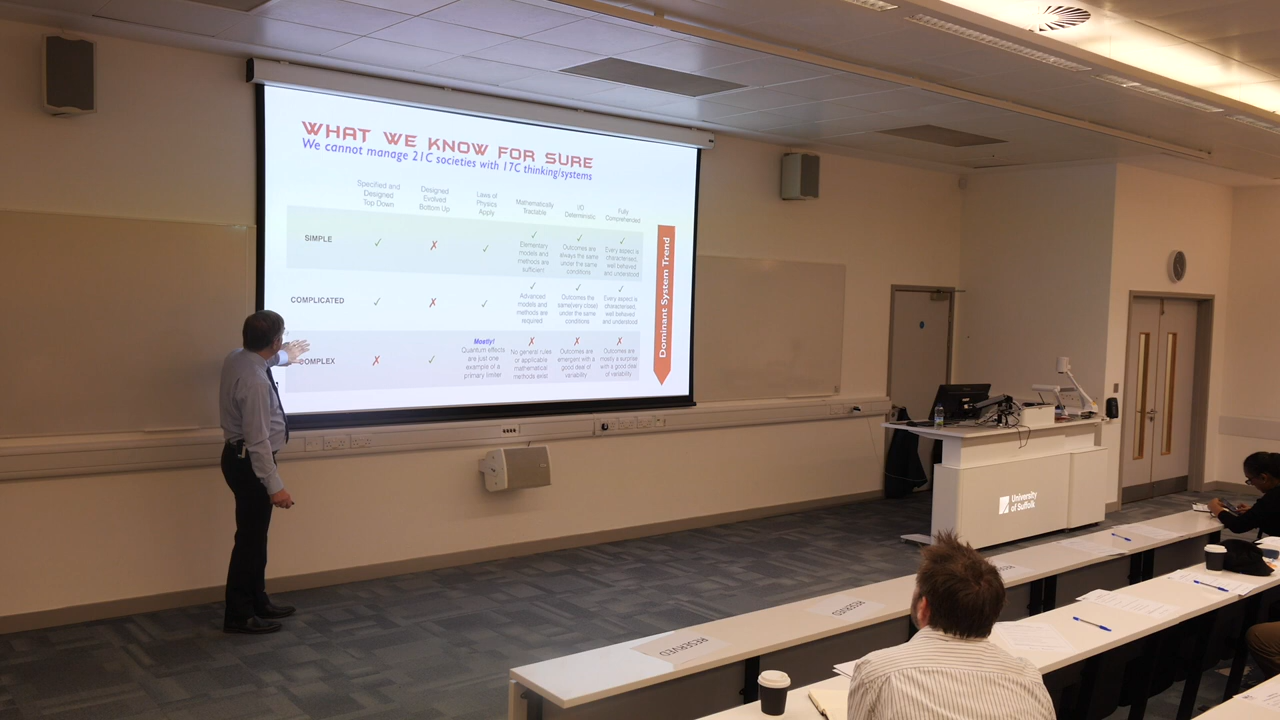 WHAT WE KNOW FOR SURE
We cannot manage 21C societies with 17C thinking/systems
Specified and
Designed
Top Down
Designed
Evolved
Bottom Up
Laws of
Physics
Apply
Mathematically
Tractable
I/O
Deterministic
Fully
Comprehended
SIMPLE
✓
✗
✓
✓
Elementary
models and
methods are
sufficient
✓
Outcomes are
always the same
under the same
conditions
✓
Every aspect is
characterised,
well behaved
and understood
COMPLICATED
✓
✗
✓
✓
Advanced
models and
methods are
required
✓
Outcomes the
same(very close)
under the same
conditions
✓
Every aspect is
characterised,
well behaved
and understood
COMPLEX
✗
✓
Mostly!
Quantum effects
are just one
example of a
primary limiter
✗
No general rules
or applicable
mathematical
methods exist
✗
Outcomes are
emergent with a
good deal of
variability
✗
Outcomes are
mostly a surprise
with a good deal
of variability
Dominant System Trend
University
of Suffolk
RESERVED
RESERVED
RESERVED